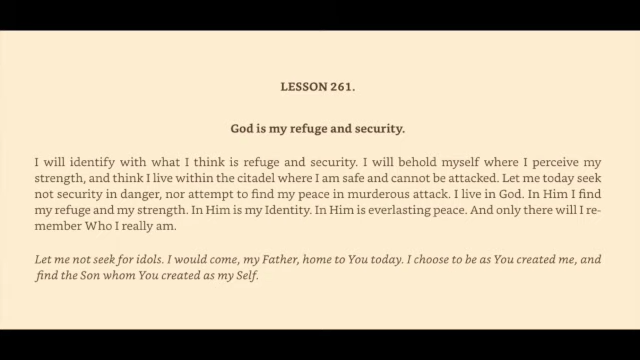 LESSON 261.
God is my refuge and security.
I will identify with what I think is refuge and security. I will behold myself where I perceive my
strength, and think I live within the citadel where I am safe and cannot be attacked. Let me today seek
not security in danger, nor attempt to find my peace in murderous attack. I live in God. In Him I find
my refuge and my strength. In Him is my Identity. In Him is everlasting peace. And only there will I re-
member Who I really am.
Let me not seek for idols. I would come, my Father, home to You today. I choose to be as You created me, and
find the Son whom You created as my Self.